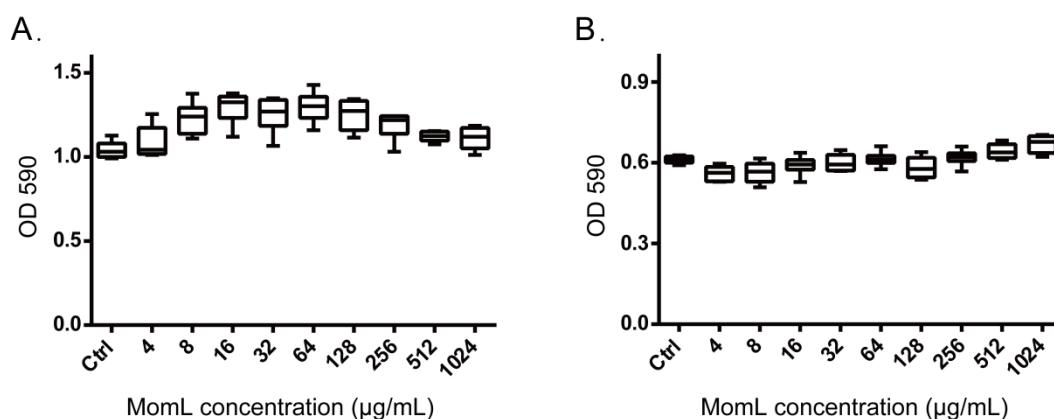 A.
OD 590
1.5
1.0
0.5
0.0
Ctrl 4 8 16 32 64 128 256 512 1024
MomL concentration (µg/mL)
B.
OD 590
0.9
0.6
0.3
0.0
Ctrl 4 8 16 32 64 128 256 512 1024
MomL concentration (µg/mL)